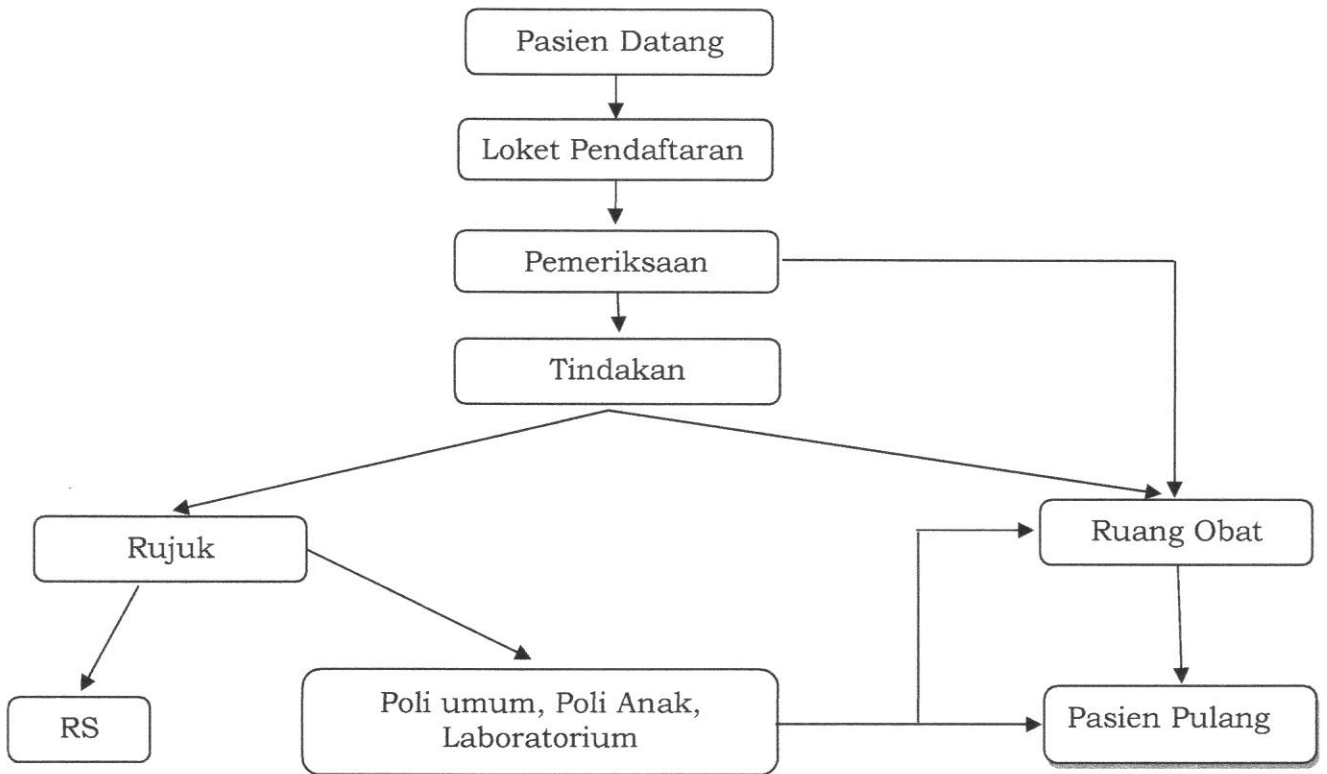 Pasien Datang
Loket Pendaftaran
Pemeriksaan
Tindakan
Rujuk
Ruang Obat
RS
Poli umum, Poli Anak,
Laboratorium
Pasien Pulang